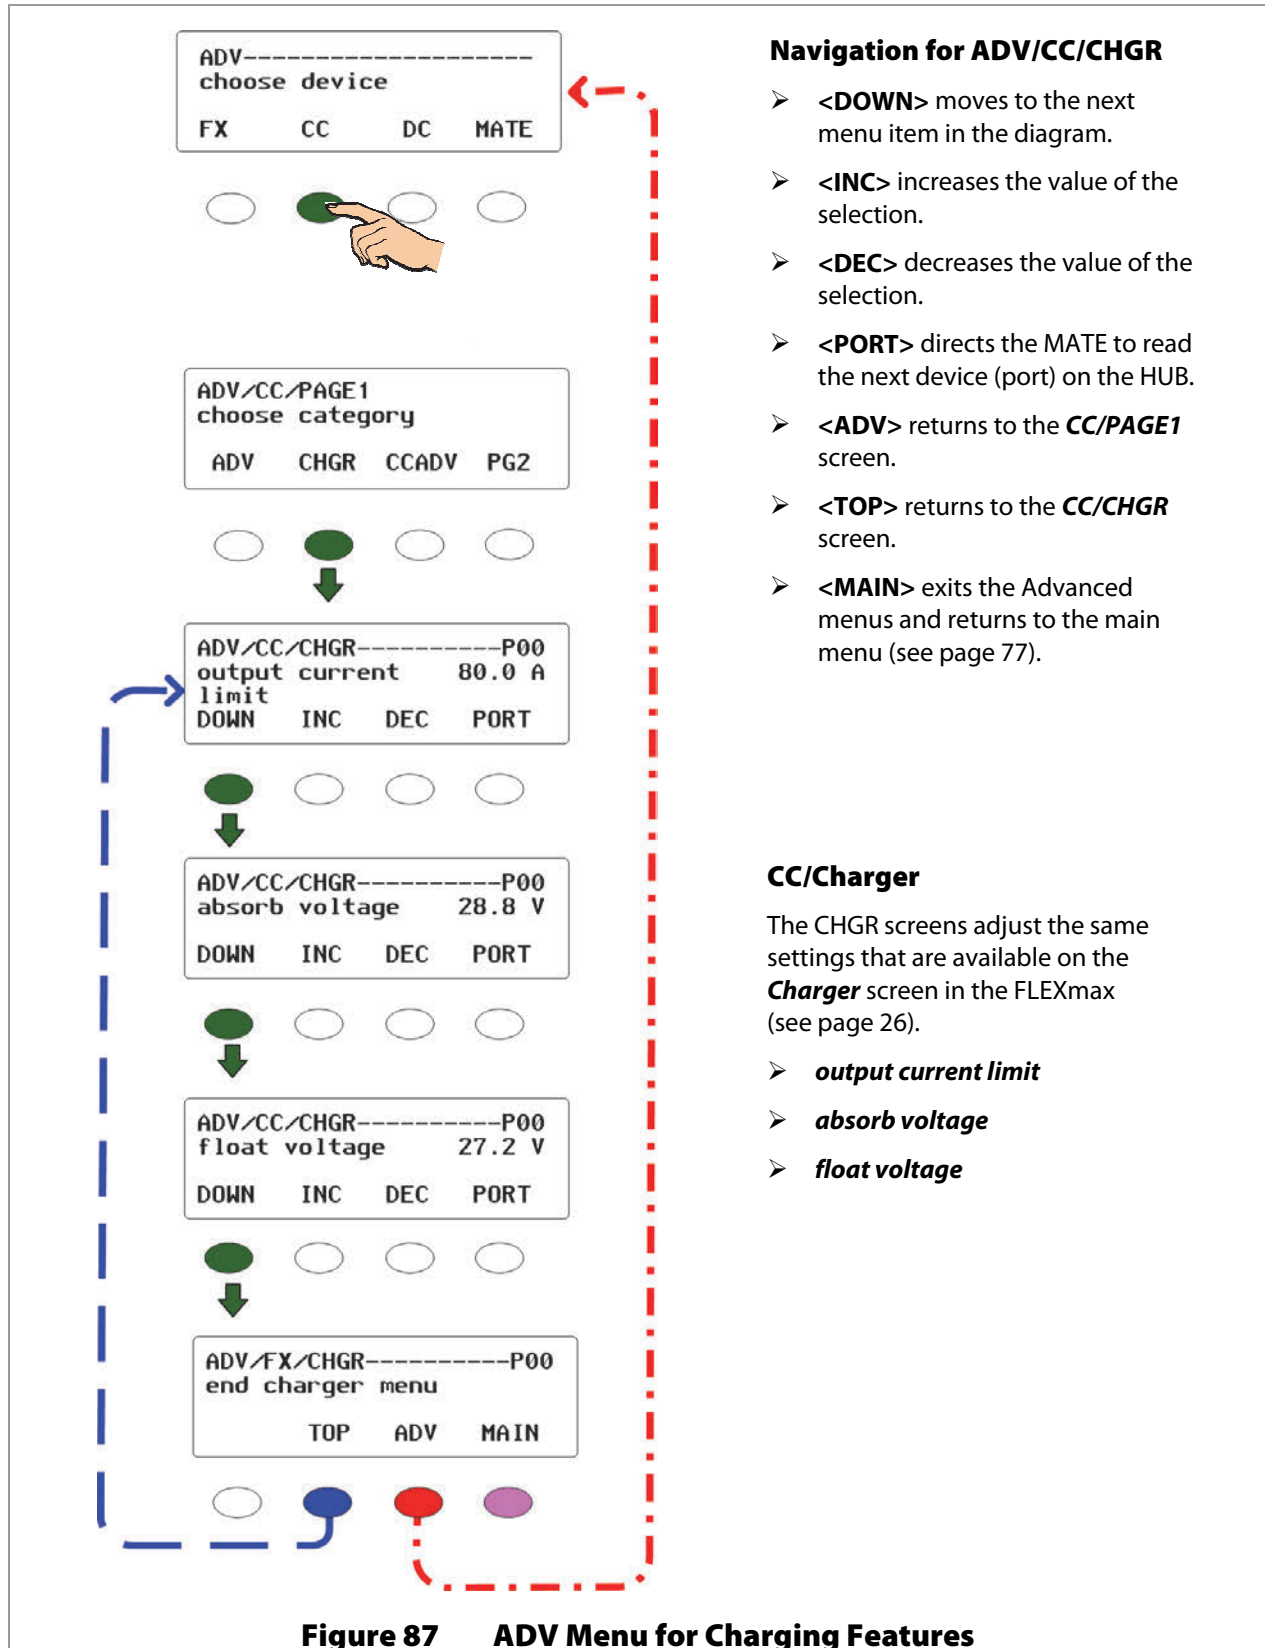 ADV---------------------
choose device
FX CC DC MATE
ADV/CC/PAGE1
choose category
ADV CHGR CCADV PG2
ADV/CC/CHGR-----------P00
output current 80.0 A
limit
DOWN INC DEC PORT
ADV/CC/CHGR-----------P00
absorb voltage 28.8 V
DOWN INC DEC PORT
ADV/CC/CHGR-----------P00
float voltage 27.2 V
DOWN INC DEC PORT
ADV/FX/CHGR-----------P00
end charger menu
TOP ADV MAIN
Navigation for ADV/CC/CHGR
➢ <DOWN> moves to the next
menu item in the diagram.
➢ <INC> increases the value of the
selection.
➢ <DEC> decreases the value of the
selection.
➢ <PORT> directs the MATE to read
the next device (port) on the HUB.
➢ <ADV> returns to the CC/PAGE1
screen.
➢ <TOP> returns to the CC/CHGR
screen.
➢ <MAIN> exits the Advanced
menus and returns to the main
menu (see page 77).
CC/Charger
The CHGR screens adjust the same
settings that are available on the
Charger screen in the FLEXmax
(see page 26).
➢ output current limit
➢ absorb voltage
➢ float voltage
Figure 87 ADV Menu for Charging Features